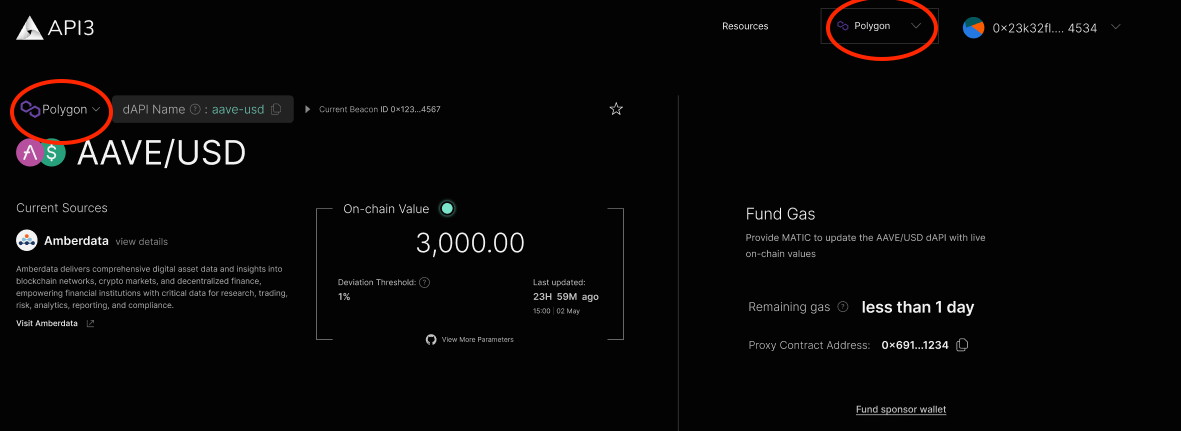 API3
Resources
Polygon
0×23k32fl.... 4534
Polygon
dAPI Name ? : aave-usd
Current Beacon ID 0×123...4567
AAVE/USD
Current Sources
Amberdata view details
Amberdata delivers comprehensive digital asset data and insights into
blockchain networks, crypto markets, and decentralized finance,
empowering financial institutions with critical data for research, trading,
risk, analytics, reporting, and compliance.
Visit Amberdata
On-chain Value
3,000.00
Deviation Threshold: ?
1%
Last updated:
23H 59M ago
15:00 | 02 May
View More Parameters
Fund Gas
Provide MATIC to update the AAVE/USD dAPI with live
on-chain values
Remaining gas ? less than 1 day
Proxy Contract Address: 0×691...1234
Fund sponsor wallet